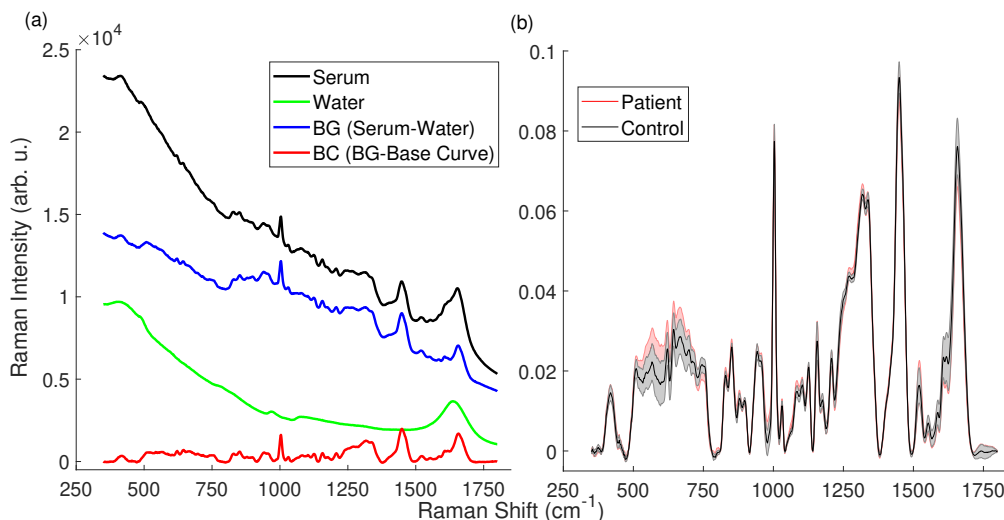 (a)
×10⁴
2.5
2
1.5
1
0.5
0
250
500
750
1000
1250
1500
1750
Raman Intensity (arb. u.)
Serum
Water
BG (Serum-Water)
BC (BG-Base Curve)
(b)
0.1
0.08
0.06
0.04
0.02
0
250
500
750
1000
1250
1500
1750
Patient
Control
Raman Shift (cm⁻¹)